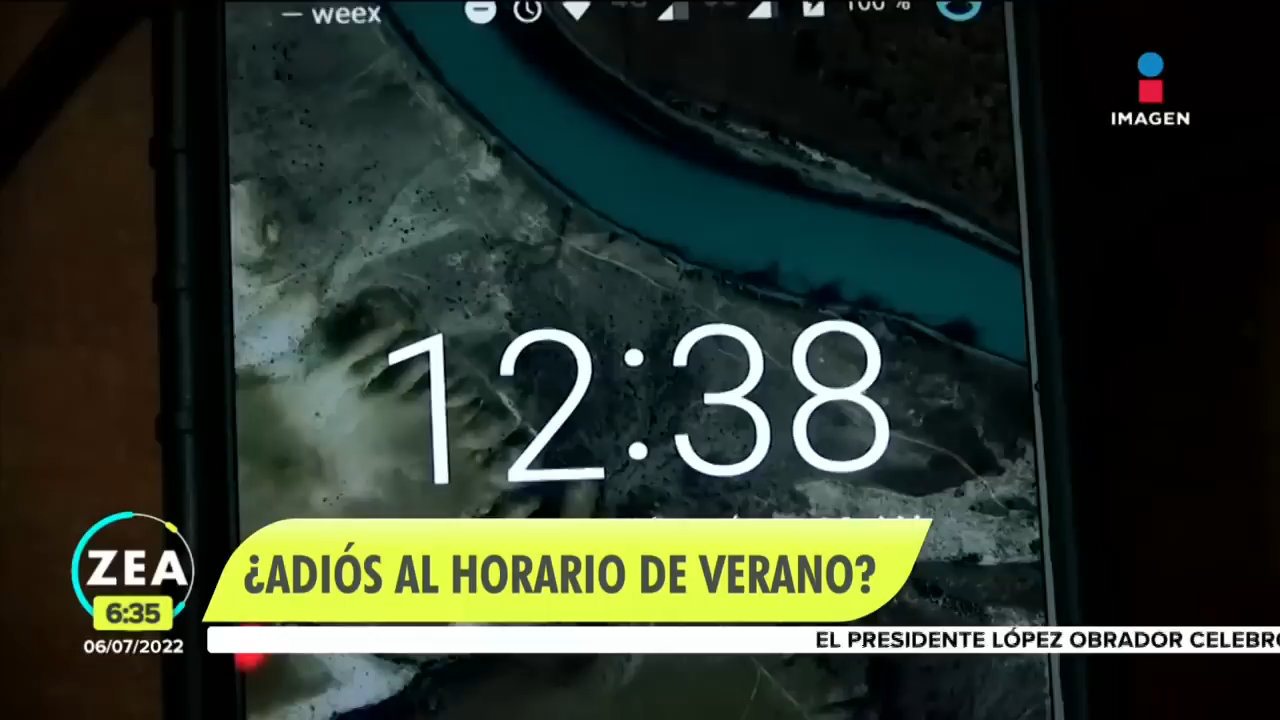 — weex
100 %
IMAGEN
12:38
¿ADIÓS AL HORARIO DE VERANO?
ZEA
6:35
06/07/2022
EL PRESIDENTE LÓPEZ OBRADOR CELEBRÓ